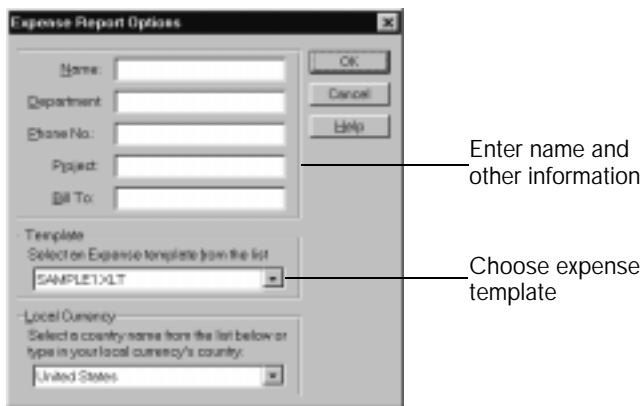 Expense Report Options
Name:
Department:
Phone No.:
Project:
Bill To:
OK
Cancel
Help
Enter name and
other information
Template
Select an Expense template from the list
SAMPLE1.XLT
Choose expense
template
Local Currency
Select a country name from the list below or
type in your local currency's country:
United States